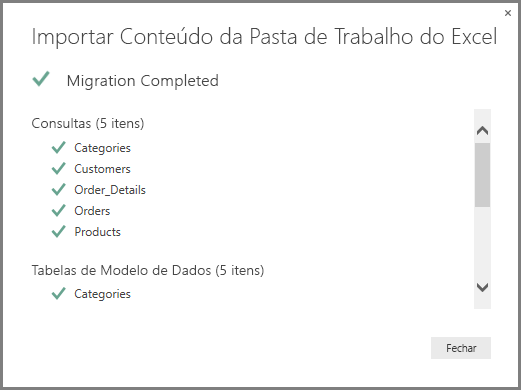 Importar Conteúdo da Pasta de Trabalho do Excel
Migration Completed
Consultas (5 itens)
Categories
Customers
Order_Details
Orders
Products
Tabelas de Modelo de Dados (5 itens)
Categories
Fechar